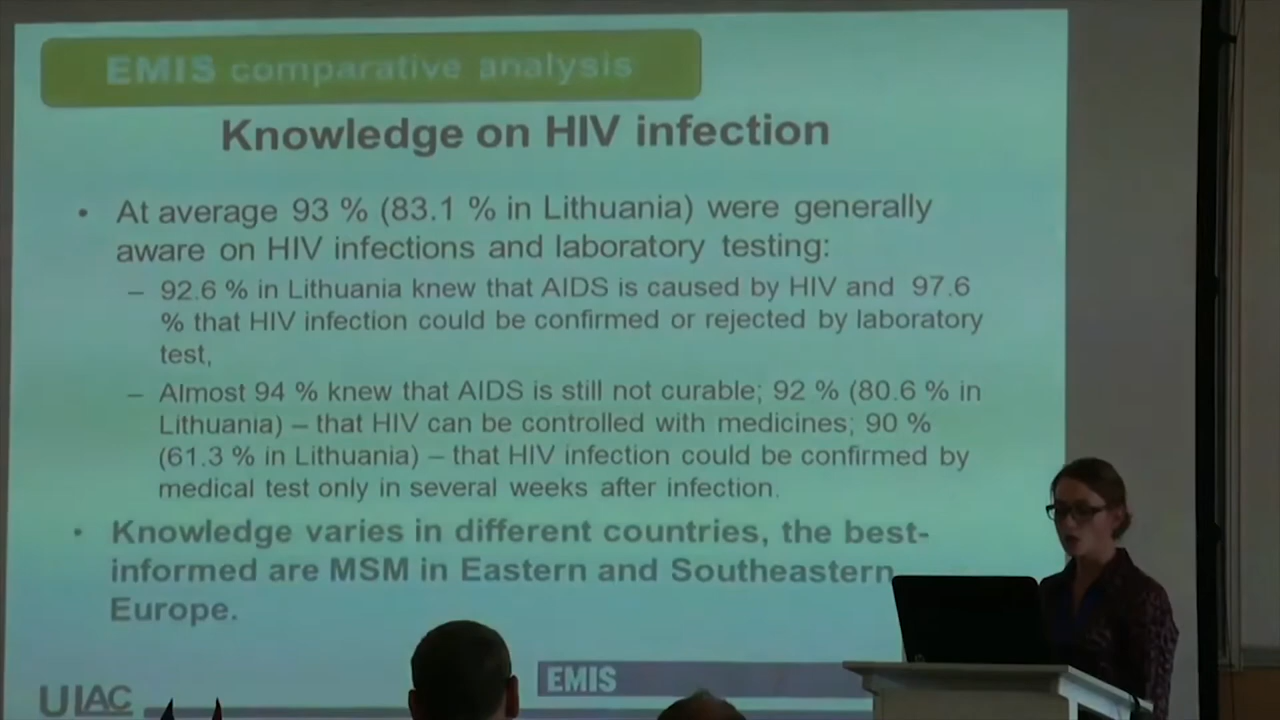 EMIS comparative analysis
Knowledge on HIV infection
• At average 93 % (83.1 % in Lithuania) were generally
aware on HIV infections and laboratory testing:
– 92.6 % in Lithuania knew that AIDS is caused by HIV and 97.6
% that HIV infection could be confirmed or rejected by laboratory
test,
– Almost 94 % knew that AIDS is still not curable; 92 % (80.6 % in
Lithuania) – that HIV can be controlled with medicines; 90 %
(61.3 % in Lithuania) – that HIV infection could be confirmed by
medical test only in several weeks after infection.
• Knowledge varies in different countries, the best-
informed are MSM in Eastern and Southeastern
Europe.
EMIS